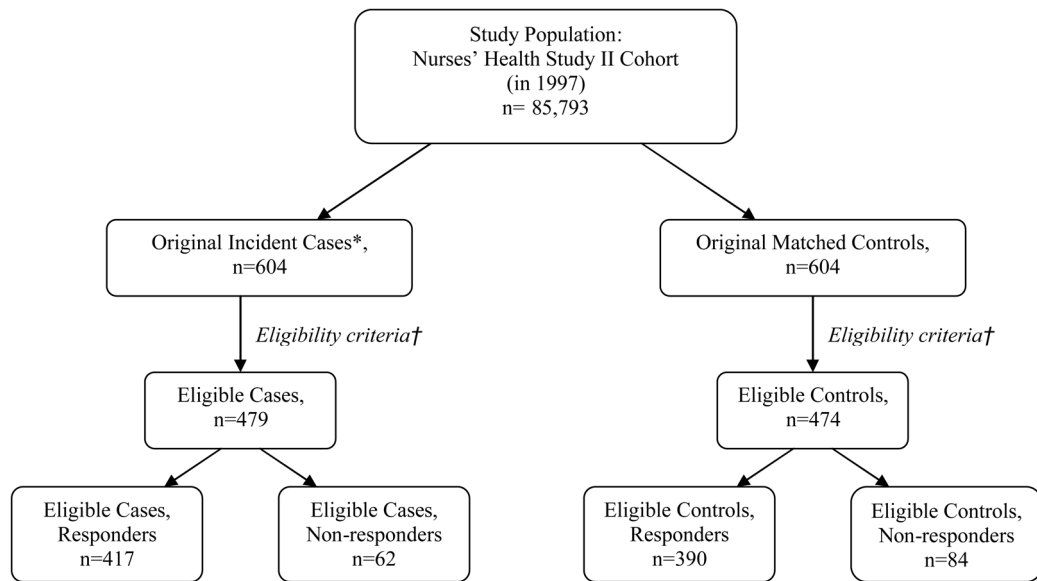 Study Population:
Nurses’ Health Study II Cohort
(in 1997)
n= 85,793
Original Incident Cases*,
n=604
Original Matched Controls,
n=604
Eligibility criteria†
Eligibility criteria†
Eligible Cases,
n=479
Eligible Controls,
n=474
Eligible Cases,
Responders
n=417
Eligible Cases,
Non-responders
n=62
Eligible Controls,
Responders
n=390
Eligible Controls,
Non-responders
n=84